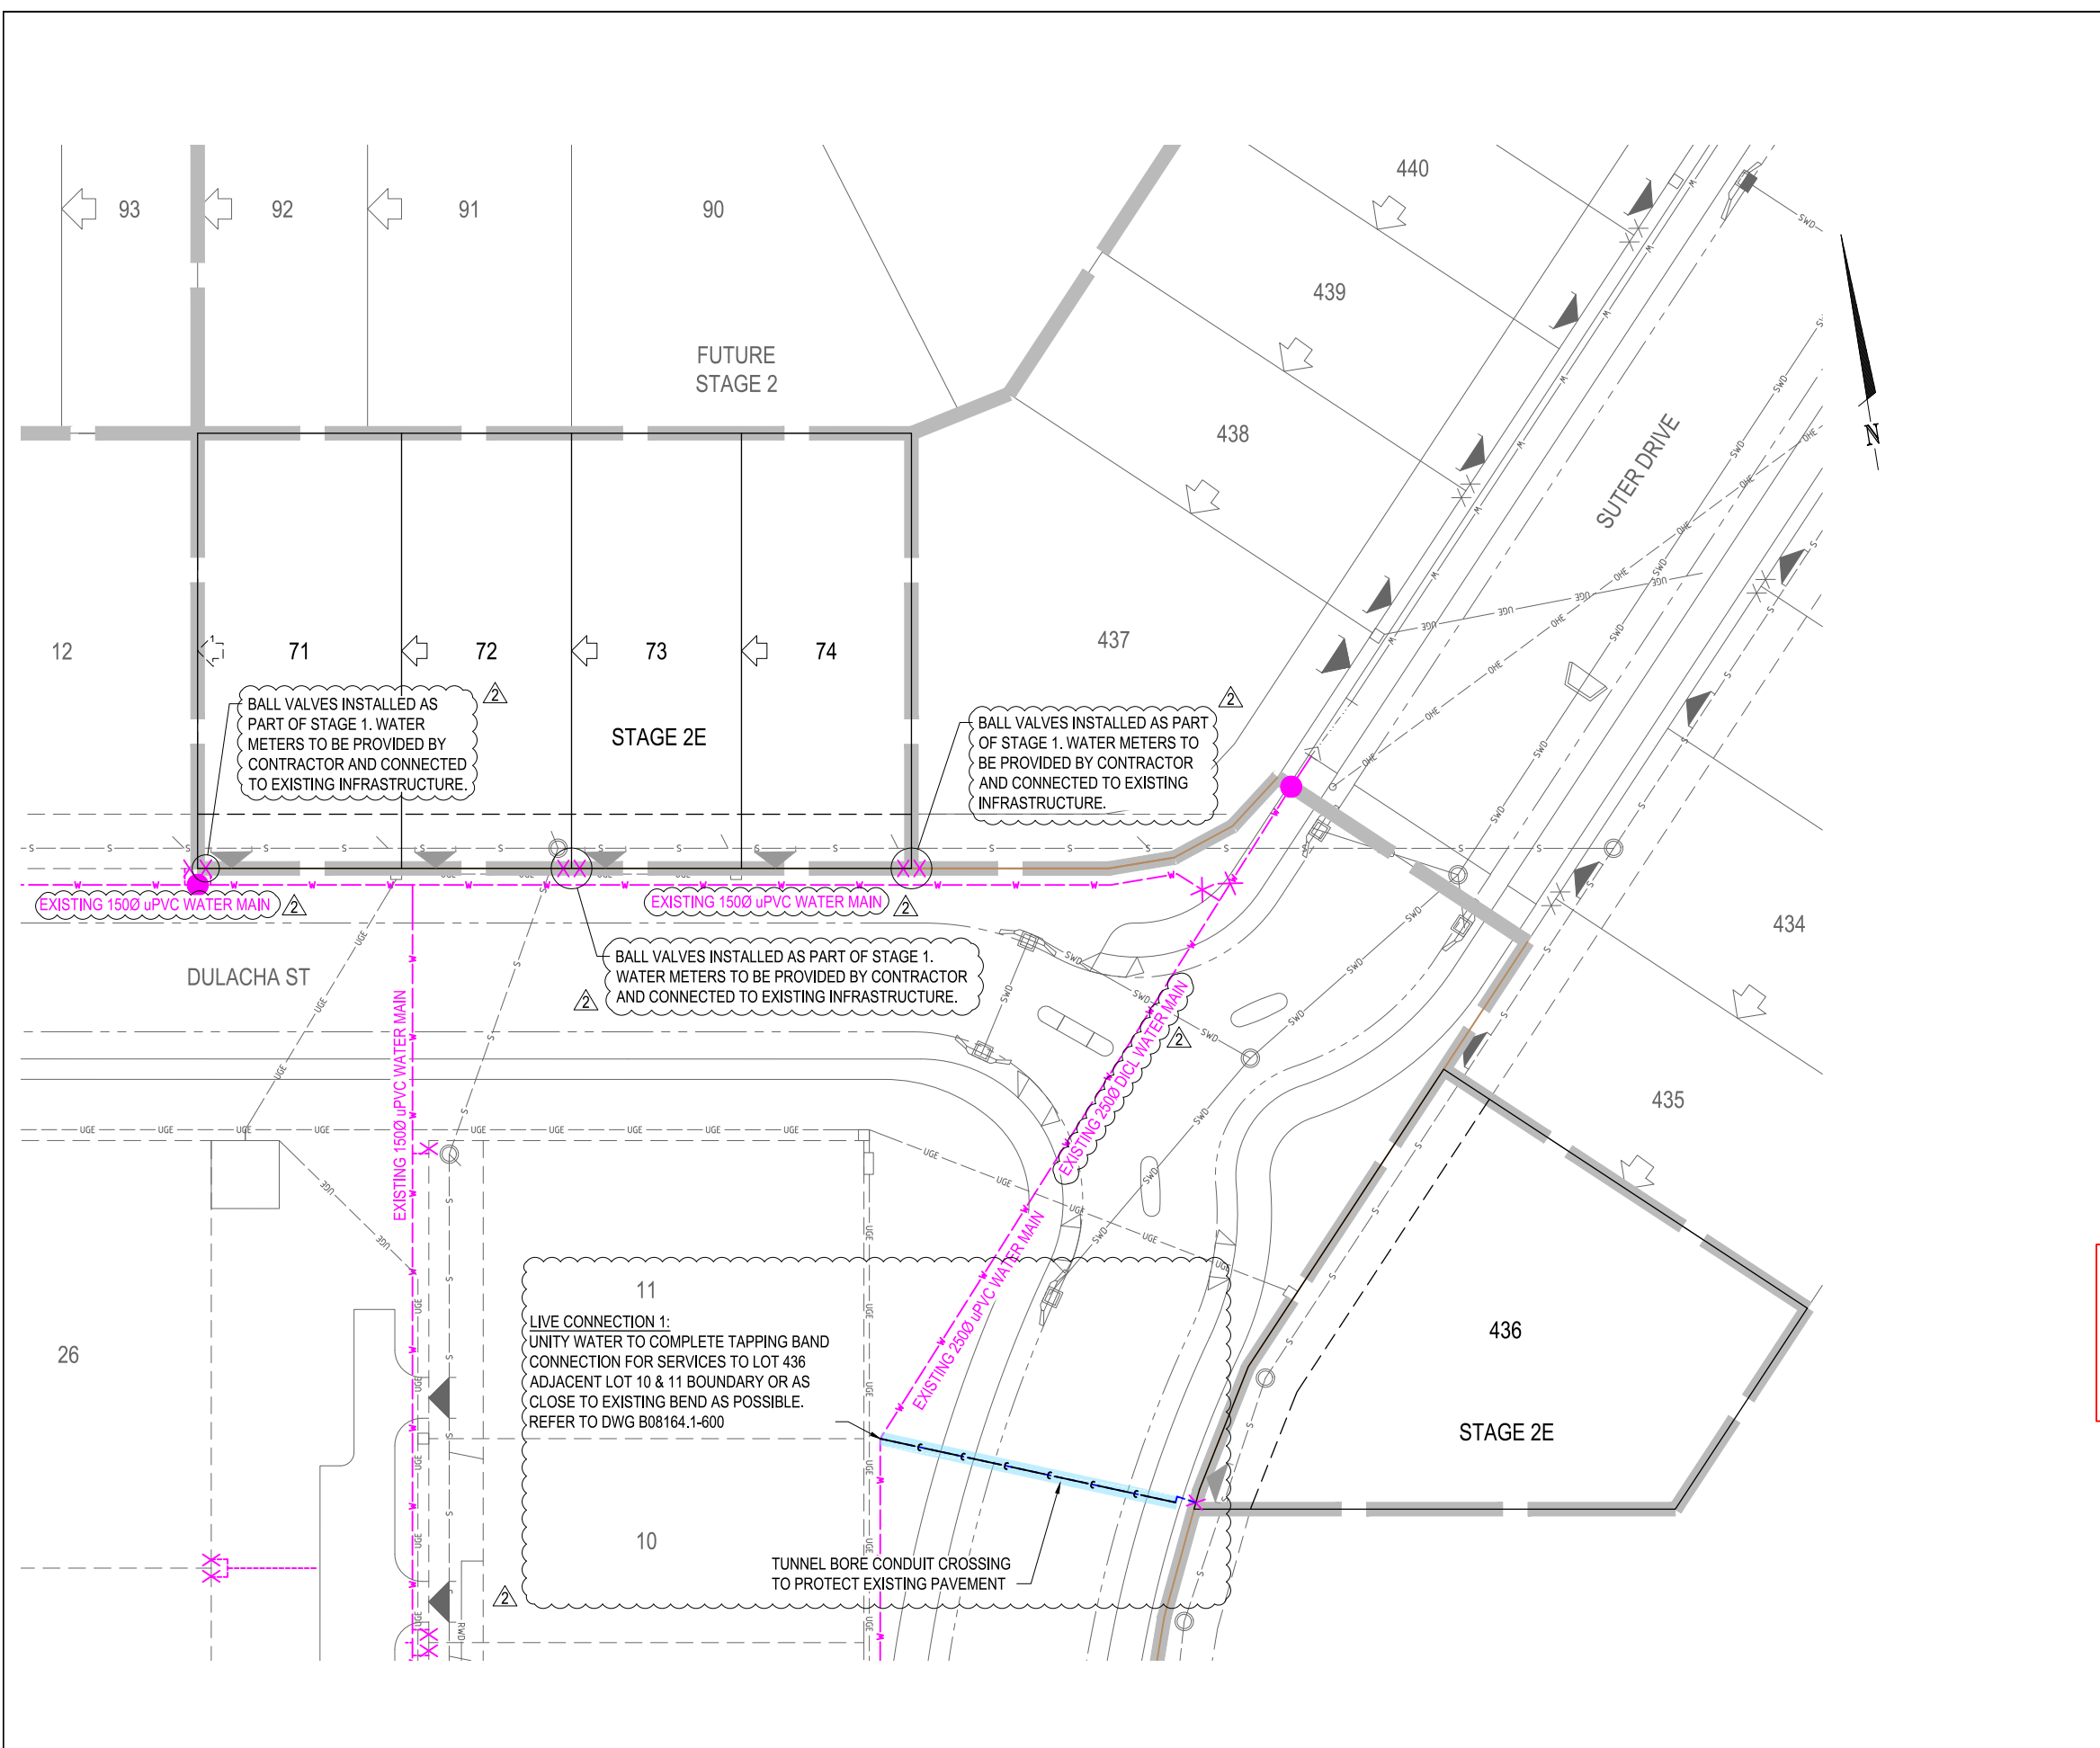 440
93
92
91
90
439
FUTURE
STAGE 2
438
SUTER DRIVE
N
12
71
72
73
74
437
STAGE 2E
BALL VALVES INSTALLED AS
PART OF STAGE 1. WATER
METERS TO BE PROVIDED BY
CONTRACTOR AND CONNECTED
TO EXISTING INFRASTRUCTURE.
2
BALL VALVES INSTALLED AS PART
OF STAGE 1. WATER METERS TO
BE PROVIDED BY CONTRACTOR
AND CONNECTED TO EXISTING
INFRASTRUCTURE.
2
EXISTING 150Ø uPVC WATER MAIN
2
EXISTING 150Ø uPVC WATER MAIN
2
434
DULACHA ST
BALL VALVES INSTALLED AS PART OF STAGE 1.
WATER METERS TO BE PROVIDED BY CONTRACTOR
AND CONNECTED TO EXISTING INFRASTRUCTURE.
2
EXISTING 150Ø uPVC WATER MAIN
EXISTING 250Ø DICL WATER MAIN
2
435
EXISTING 250Ø uPVC WATER MAIN
11
LIVE CONNECTION 1:
UNITY WATER TO COMPLETE TAPPING BAND
CONNECTION FOR SERVICES TO LOT 436
ADJACENT LOT 10 & 11 BOUNDARY OR AS
CLOSE TO EXISTING BEND AS POSSIBLE.
REFER TO DWG B08164.1-600
26
436
STAGE 2E
10
TUNNEL BORE CONDUIT CROSSING
TO PROTECT EXISTING PAVEMENT
2
SWD
OHE
UGE
RWD
S
W